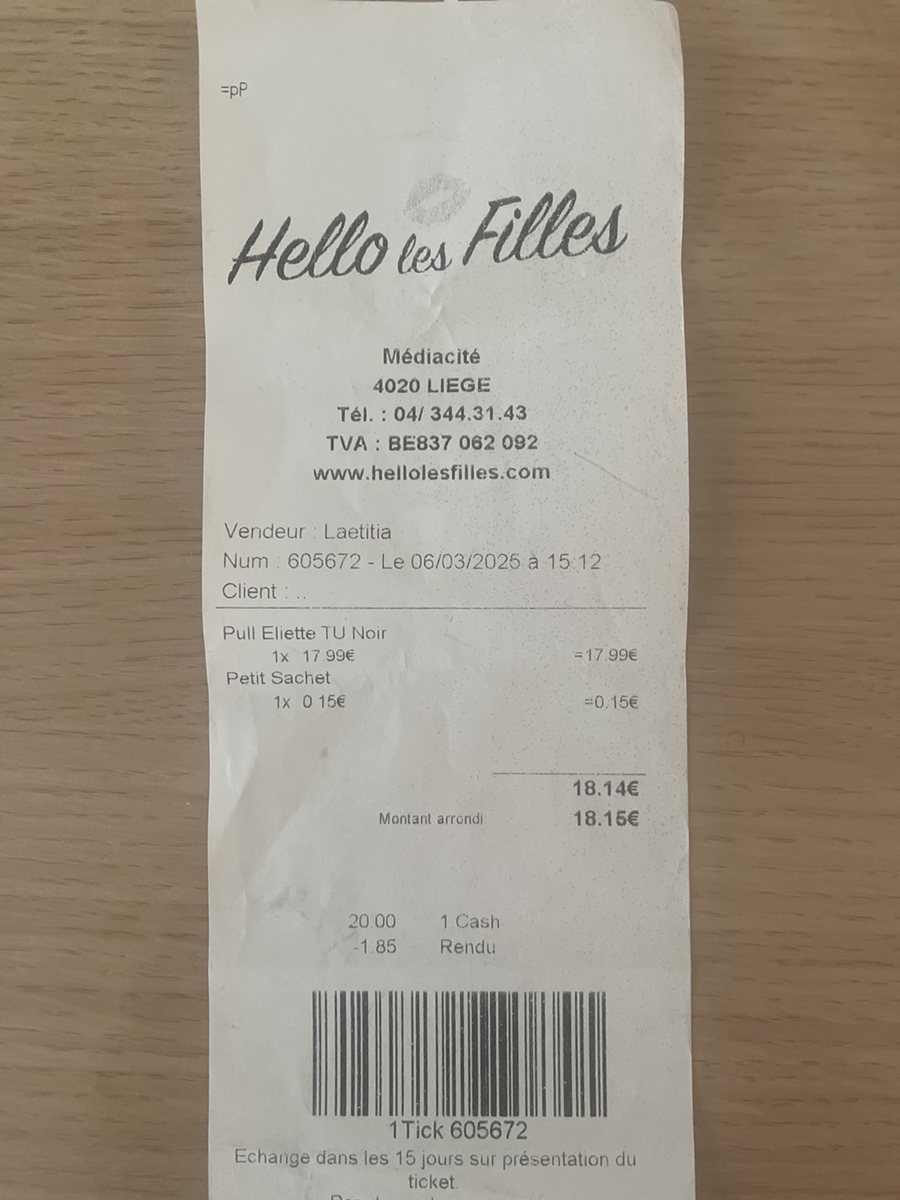 =pP
Hello les Filles
Médiacité
4020 LIEGE
Tél. : 04/ 344.31.43
TVA : BE837 062 092
www.hellolesfilles.com
Vendeur : Laetitia
Num : 605672 - Le 06/03/2025 à 15:12
Client : ..
Pull Eliette TU Noir
1x 17.99€ =17.99€
Petit Sachet
1x 0.15€ =0.15€
18.14€
Montant arrondi 18.15€
20.00 1.Cash
-1.85 Rendu
1Tick 605672
Echange dans les 15 jours sur présentation du
ticket.